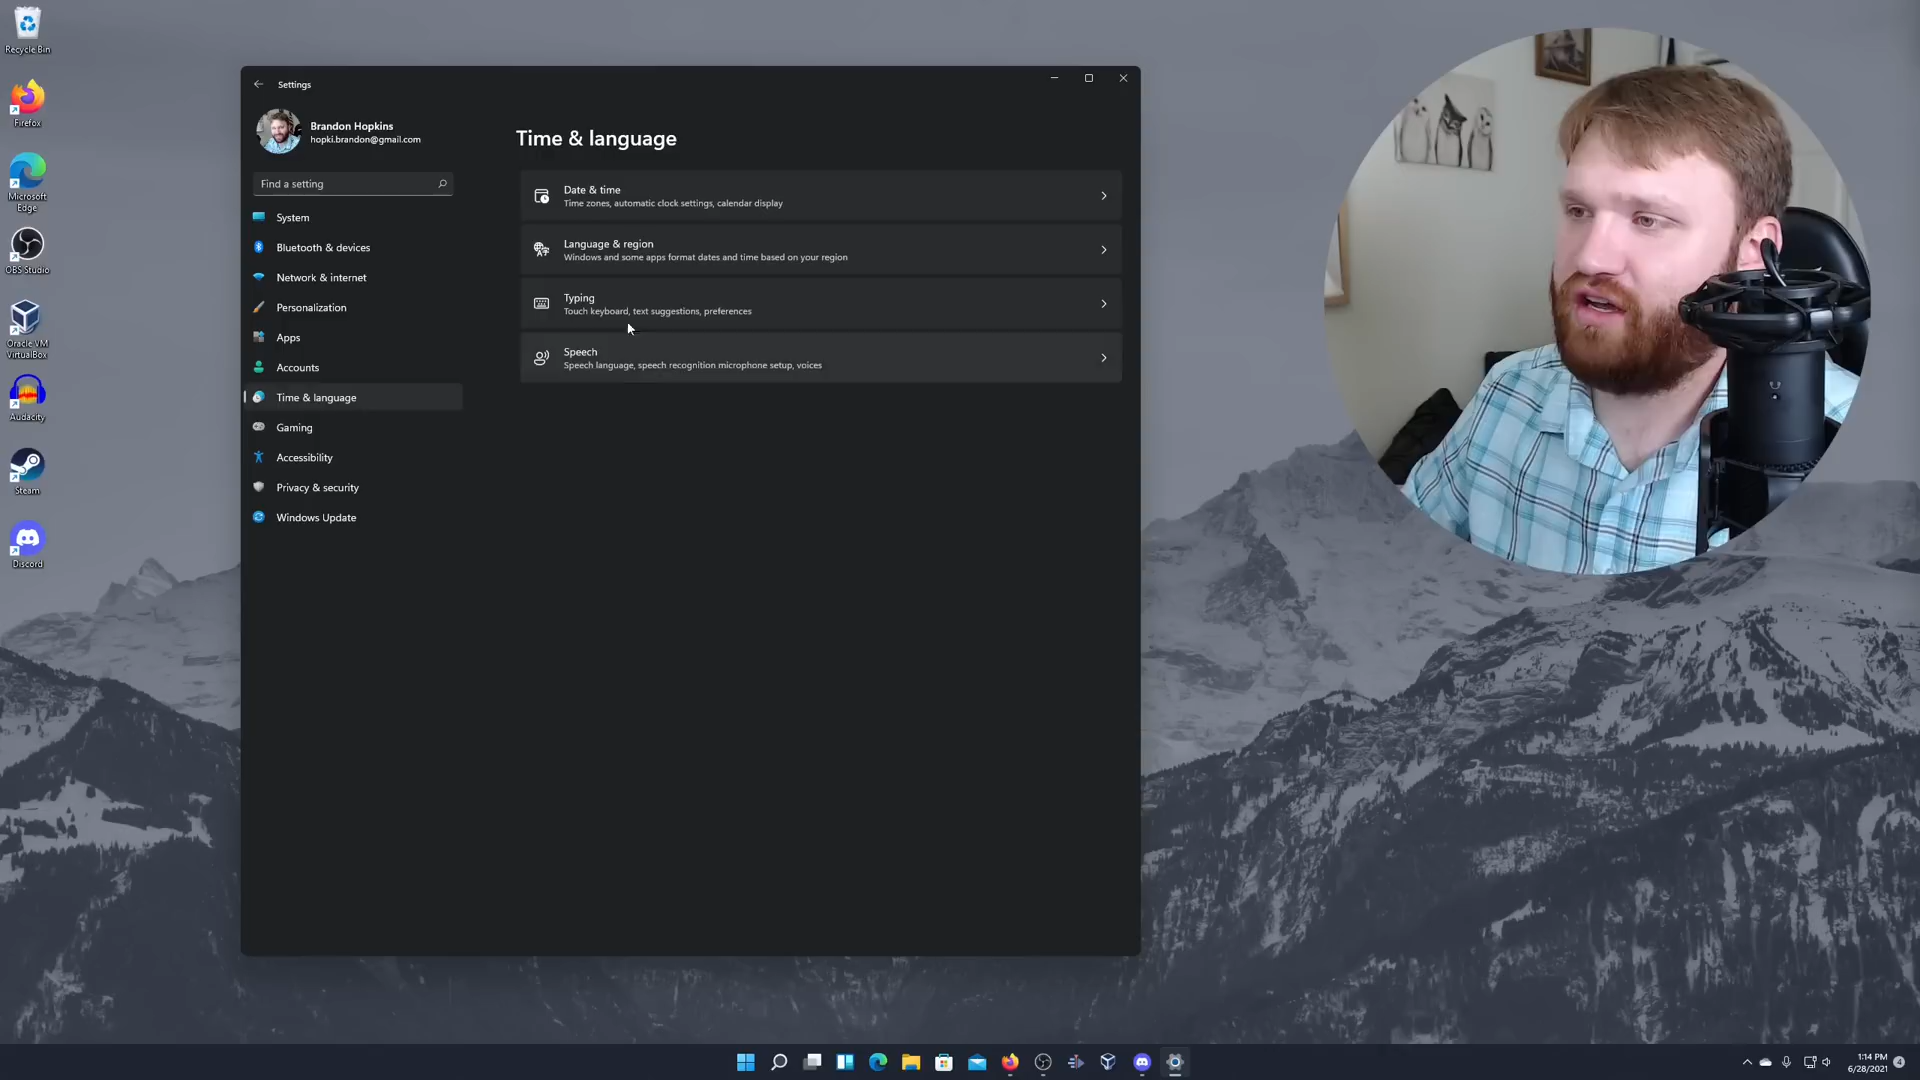 Recycle Bin
Firefox
Microsoft
Edge
OBS Studio
Oracle VM
VirtualBox
Audacity
Steam
Discord
Settings
Brandon Hopkins
hopki.brandon@gmail.com
Find a setting
System
Bluetooth & devices
Network & internet
Personalization
Apps
Accounts
Time & language
Gaming
Accessibility
Privacy & security
Windows Update
Time & language
Date & time
Time zones, automatic clock settings, calendar display
Language & region
Windows and some apps format dates and time based on your region
Typing
Touch keyboard, text suggestions, preferences
Speech
Speech language, speech recognition microphone setup, voices
1:14 PM
6/28/2021
4